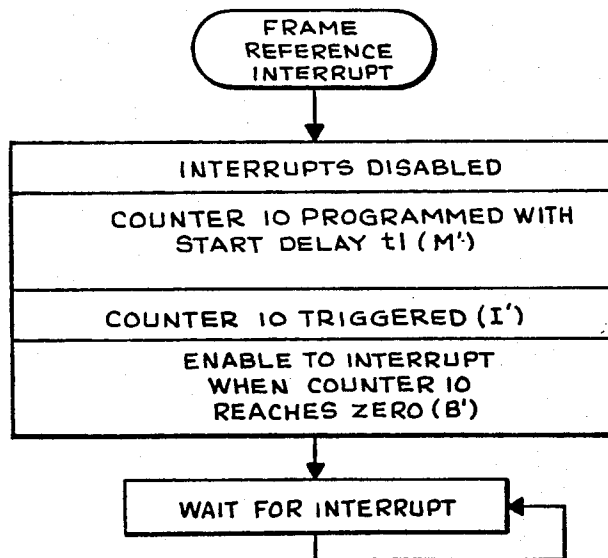 FRAME
REFERENCE
INTERRUPT
INTERRUPTS DISABLED
COUNTER 10 PROGRAMMED WITH
START DELAY t1 (M')
COUNTER 10 TRIGGERED (I')
ENABLE TO INTERRUPT
WHEN COUNTER 10
REACHES ZERO (B')
WAIT FOR INTERRUPT